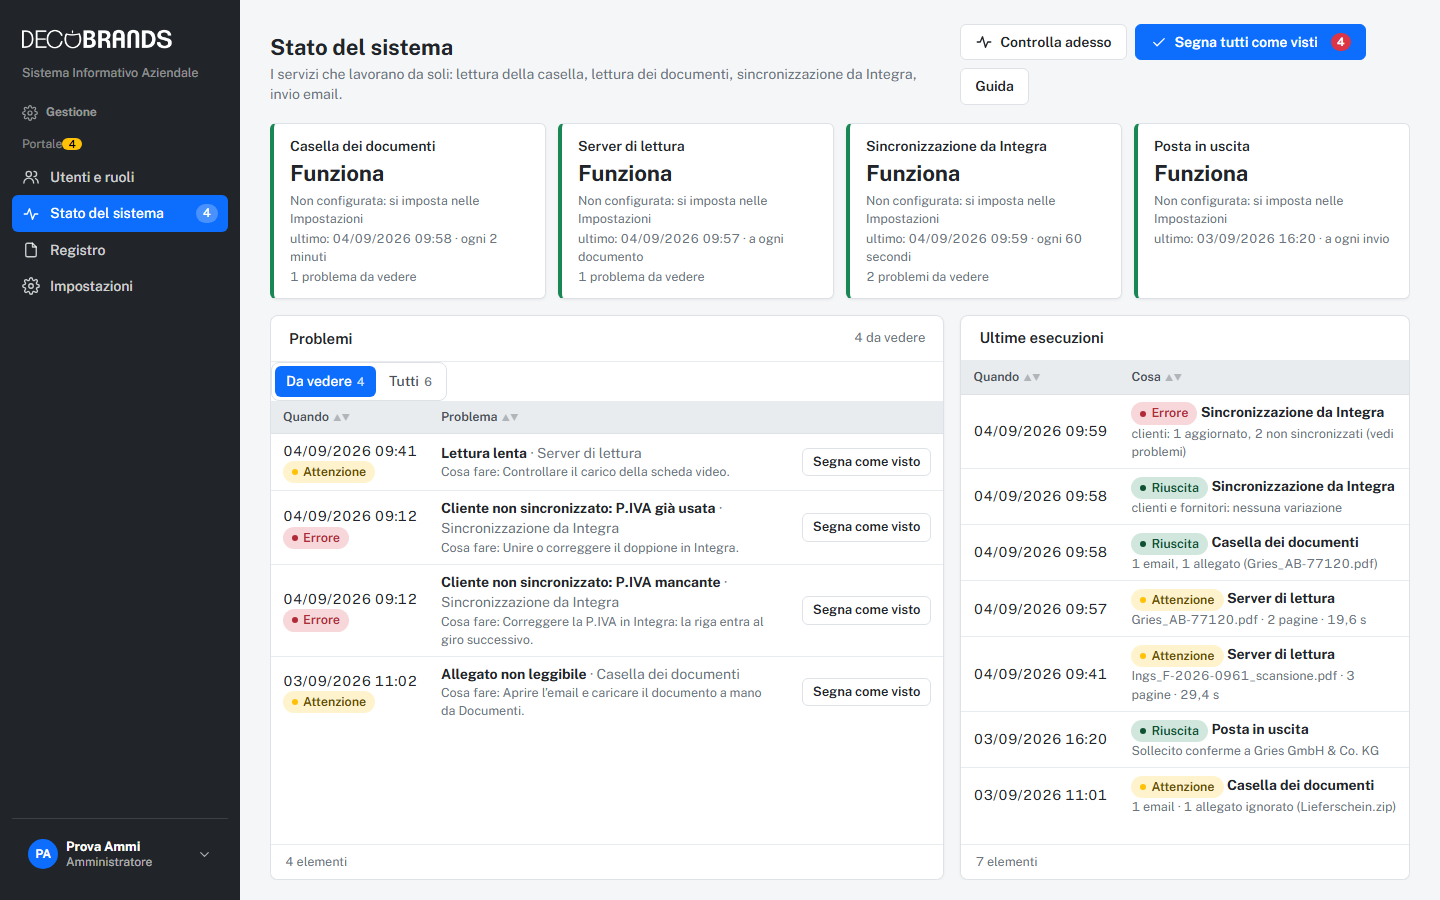 DECOBRANDS
Sistema Informativo Aziendale
Gestione
Portale 4
Utenti e ruoli
Stato del sistema 4
Registro
Impostazioni
PA
Prova Ammi
Amministratore
Stato del sistema
I servizi che lavorano da soli: lettura della casella, lettura dei documenti, sincronizzazione da Integra,
invio email.
Controlla adesso
Segna tutti come visti 4
Guida
Casella dei documenti
Funziona
Non configurata: si imposta nelle
Impostazioni
ultimo: 04/09/2026 09:58 · ogni 2
minuti
1 problema da vedere
Server di lettura
Funziona
Non configurata: si imposta nelle
Impostazioni
ultimo: 04/09/2026 09:57 · a ogni
documento
1 problema da vedere
Sincronizzazione da Integra
Funziona
Non configurata: si imposta nelle
Impostazioni
ultimo: 04/09/2026 09:59 · ogni 60
secondi
2 problemi da vedere
Posta in uscita
Funziona
Non configurata: si imposta nelle
Impostazioni
ultimo: 03/09/2026 16:20 · a ogni invio
Problemi
4 da vedere
Da vedere 4
Tutti 6
Quando
Problema
04/09/2026 09:41
Attenzione
Lettura lenta · Server di lettura
Cosa fare: Controllare il carico della scheda video.
Segna come visto
04/09/2026 09:12
Errore
Cliente non sincronizzato: P.IVA già usata ·
Sincronizzazione da Integra
Cosa fare: Unire o correggere il doppione in Integra.
Segna come visto
04/09/2026 09:12
Errore
Cliente non sincronizzato: P.IVA mancante ·
Sincronizzazione da Integra
Cosa fare: Correggere la P.IVA in Integra: la riga entra al
giro successivo.
Segna come visto
03/09/2026 11:02
Attenzione
Allegato non leggibile · Casella dei documenti
Cosa fare: Aprire l'email e caricare il documento a mano
da Documenti.
Segna come visto
4 elementi
Ultime esecuzioni
Quando
Cosa
04/09/2026 09:59
Errore Sincronizzazione da Integra
clienti: 1 aggiornato, 2 non sincronizzati (vedi
problemi)
04/09/2026 09:58
Riuscita Sincronizzazione da Integra
clienti e fornitori: nessuna variazione
04/09/2026 09:58
Riuscita Casella dei documenti
1 email, 1 allegato (Gries_AB-77120.pdf)
04/09/2026 09:57
Attenzione Server di lettura
Gries_AB-77120.pdf · 2 pagine · 19,6 s
04/09/2026 09:41
Attenzione Server di lettura
Ings_F-2026-0961_scansione.pdf · 3
pagine · 29,4 s
03/09/2026 16:20
Riuscita Posta in uscita
Sollecito conferme a Gries GmbH & Co. KG
03/09/2026 11:01
Attenzione Casella dei documenti
1 email · 1 allegato ignorato (Lieferschein.zip)
7 elementi